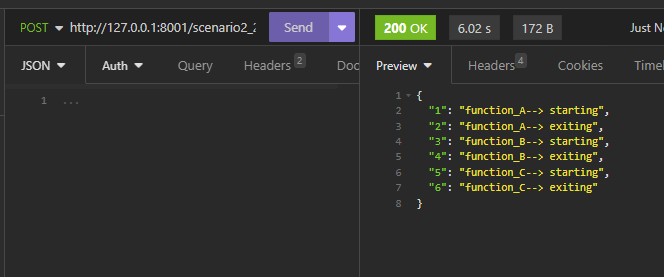 POST http://127.0.0.1:8001/scenario2_2 Send
200 OK 6.02 s 172 B Just No
JSON Auth Query Headers 2 Doc
Preview Headers 4 Cookies Timel
1 ...
1 {
2 "1": "function_A--> starting",
3 "2": "function_A--> exiting",
4 "3": "function_B--> starting",
5 "4": "function_B--> exiting",
6 "5": "function_C--> starting",
7 "6": "function_C--> exiting"
8 }